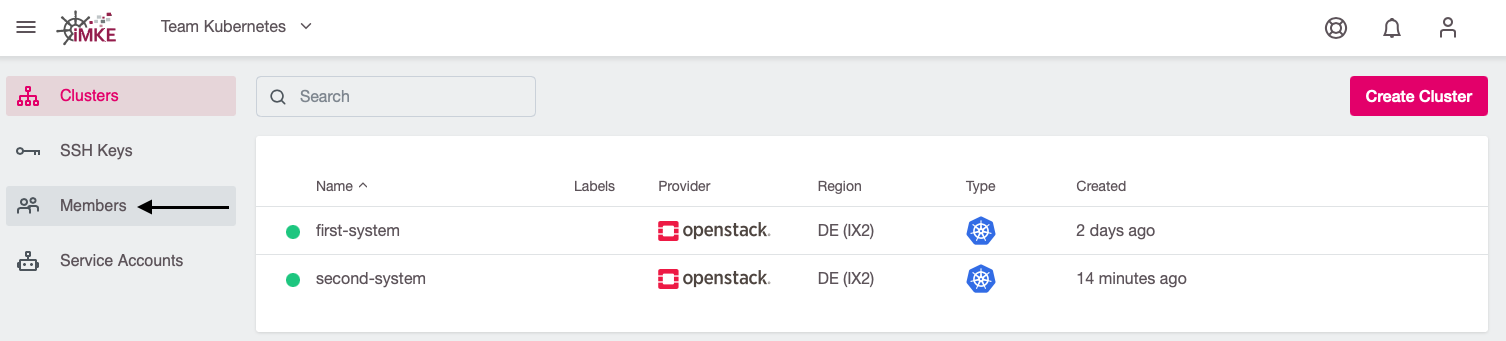 iMKE Team Kubernetes
Clusters
Search
Create Cluster
SSH Keys
Name Labels Provider Region Type Created
Members
first-system openstack. DE (IX2) 2 days ago
Service Accounts
second-system openstack. DE (IX2) 14 minutes ago